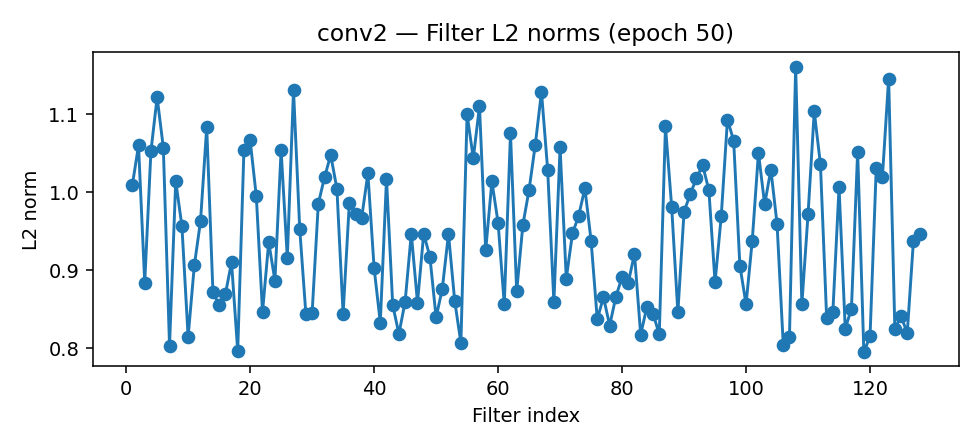 conv2 — Filter L2 norms (epoch 50)
L2 norm
1.1
1.0
0.9
0.8
0 20 40 60 80 100 120
Filter index